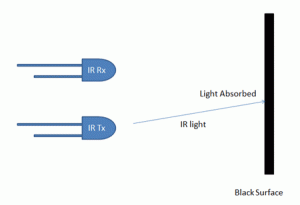 IR Rx
Light Absorbed
IR Tx
IR light
Black Surface